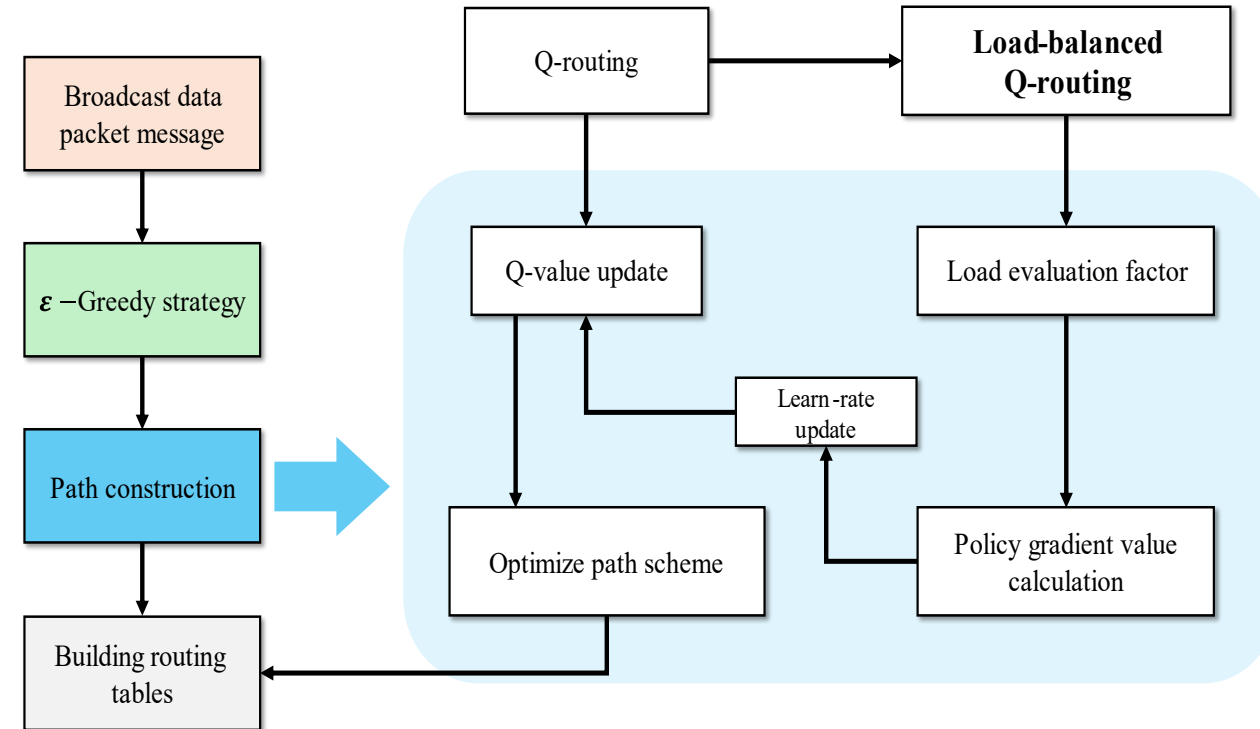 Broadcast data
packet message
ε −Greedy strategy
Path construction
Building routing
tables
Q-routing
Load-balanced
Q-routing
Q-value update
Load evaluation factor
Learn-rate
update
Optimize path scheme
Policy gradient value
calculation